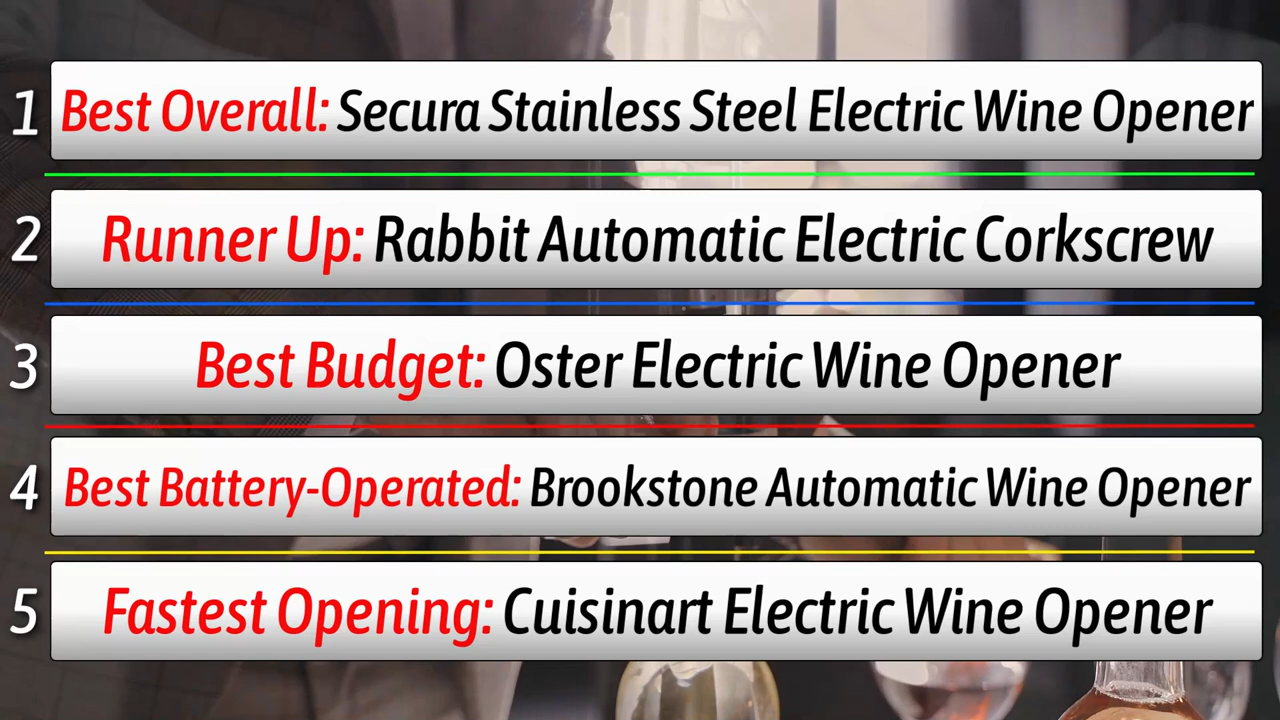 1 Best Overall: Secura Stainless Steel Electric Wine Opener
2 Runner Up: Rabbit Automatic Electric Corkscrew
3 Best Budget: Oster Electric Wine Opener
4 Best Battery-Operated: Brookstone Automatic Wine Opener
5 Fastest Opening: Cuisinart Electric Wine Opener